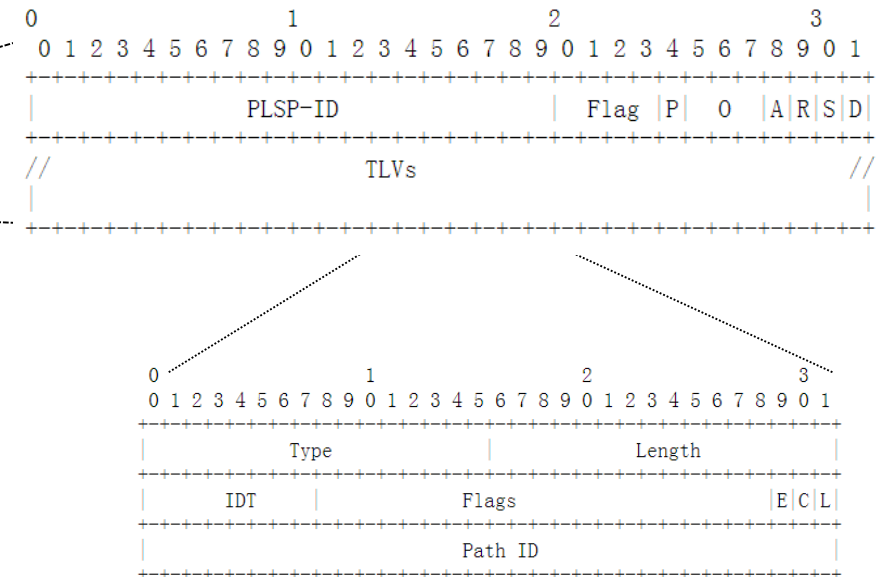 0 1 2 3
0 1 2 3 4 5 6 7 8 9 0 1 2 3 4 5 6 7 8 9 0 1 2 3 4 5 6 7 8 9 0 1
+-+-+-+-+-+-+-+-+-+-+-+-+-+-+-+-+-+-+-+-+-+-+-+-+-+-+-+-+-+-+-+-+
| PLSP-ID | Flag |P| O |A|R|S|D|
+-+-+-+-+-+-+-+-+-+-+-+-+-+-+-+-+-+-+-+-+-+-+-+-+-+-+-+-+-+-+-+-+
// TLVs //
| |
+-+-+-+-+-+-+-+-+-+-+-+-+-+-+-+-+-+-+-+-+-+-+-+-+-+-+-+-+-+-+-+-+
0 1 2 3
0 1 2 3 4 5 6 7 8 9 0 1 2 3 4 5 6 7 8 9 0 1 2 3 4 5 6 7 8 9 0 1
+-+-+-+-+-+-+-+-+-+-+-+-+-+-+-+-+-+-+-+-+-+-+-+-+-+-+-+-+-+-+-+-+
| Type | Length |
+-+-+-+-+-+-+-+-+-+-+-+-+-+-+-+-+-+-+-+-+-+-+-+-+-+-+-+-+-+-+-+-+
| IDT | Flags |E|C|L|
+-+-+-+-+-+-+-+-+-+-+-+-+-+-+-+-+-+-+-+-+-+-+-+-+-+-+-+-+-+-+-+-+
| Path ID |
+-+-+-+-+-+-+-+-+-+-+-+-+-+-+-+-+-+-+-+-+-+-+-+-+-+-+-+-+-+-+-+-+